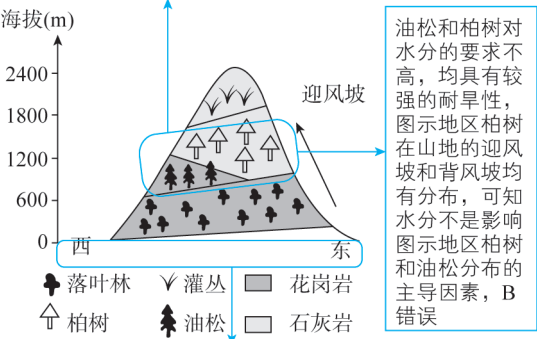 海拔(m)
2400
1800
1200
600
0
迎风坡
西
东
落叶林
灌丛
花岗岩
柏树
油松
石灰岩
油松和柏树对
水分的要求不
高，均具有较
强的耐旱性，
图示地区柏树
在山地的迎风
坡和背风坡均
有分布，可知
水分不是影响
图示地区柏树
和油松分布的
主导因素，B
错误